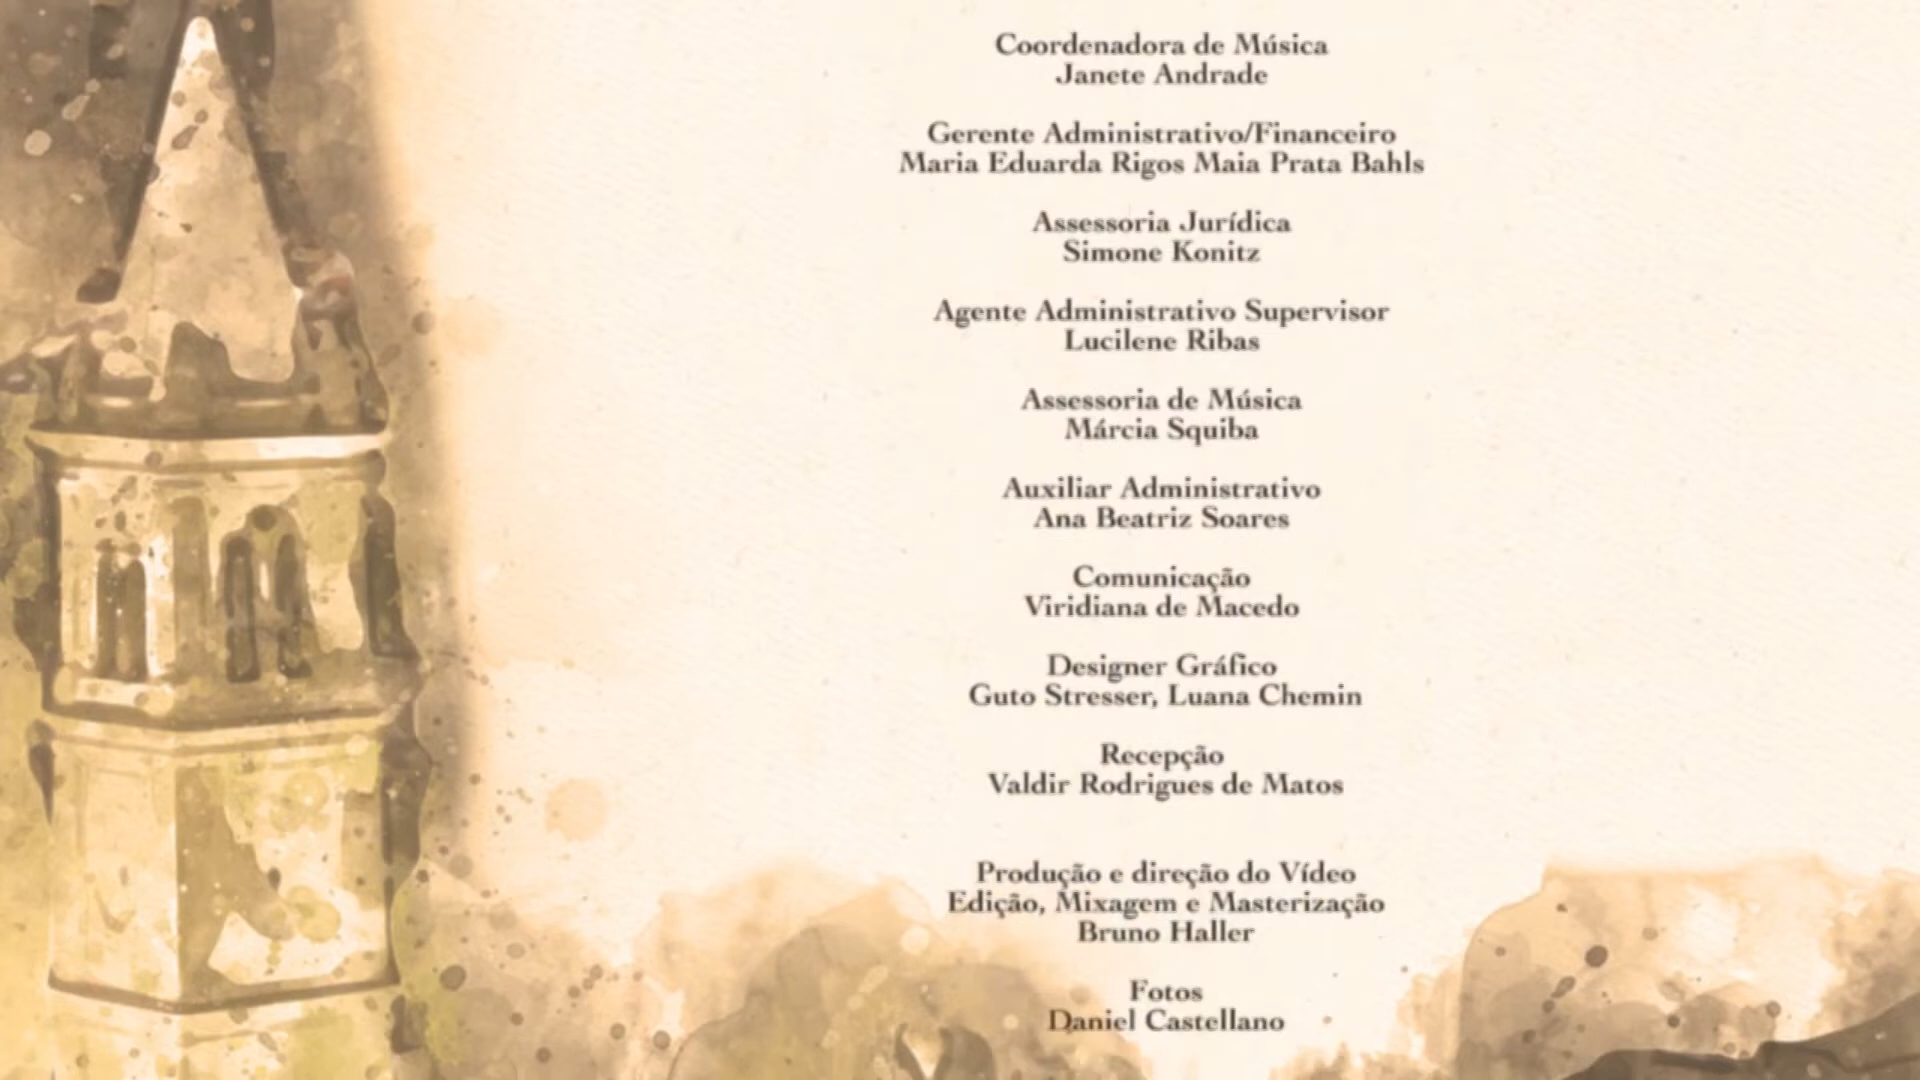 Coordenadora de Música
Janete Andrade
Gerente Administrativo/Financeiro
Maria Eduarda Rigos Maia Prata Bahls
Assessoria Jurídica
Simone Konitz
Agente Administrativo Supervisor
Lucilene Ribas
Assessoria de Música
Márcia Squiba
Auxiliar Administrativo
Ana Beatriz Soares
Comunicação
Viridiana de Macedo
Designer Gráfico
Guto Stresser, Luana Chemin
Recepção
Valdir Rodrigues de Matos
Produção e direção do Vídeo
Edição, Mixagem e Masterização
Bruno Haller
Fotos
Daniel Castellano